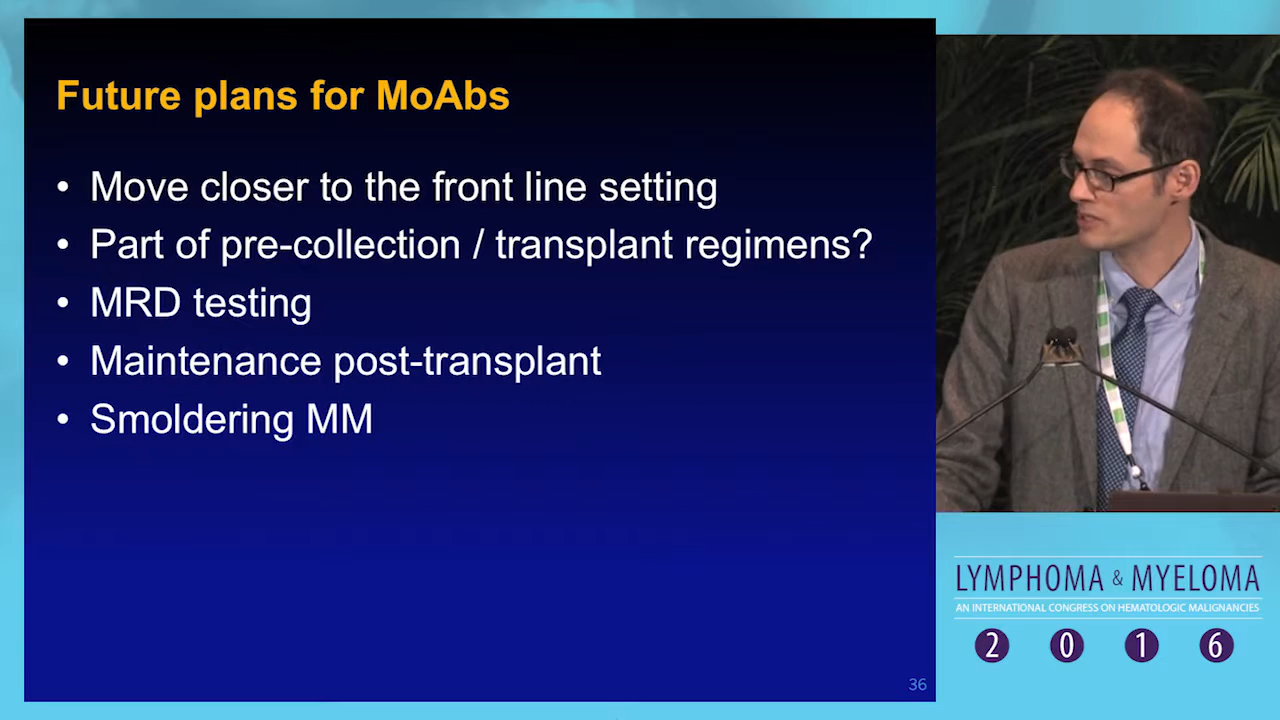 Future plans for MoAbs
• Move closer to the front line setting
• Part of pre-collection / transplant regimens?
• MRD testing
• Maintenance post-transplant
• Smoldering MM
36
LYMPHOMA & MYELOMA
AN INTERNATIONAL CONGRESS ON HEMATOLOGIC MALIGNANCIES
2 0 1 6